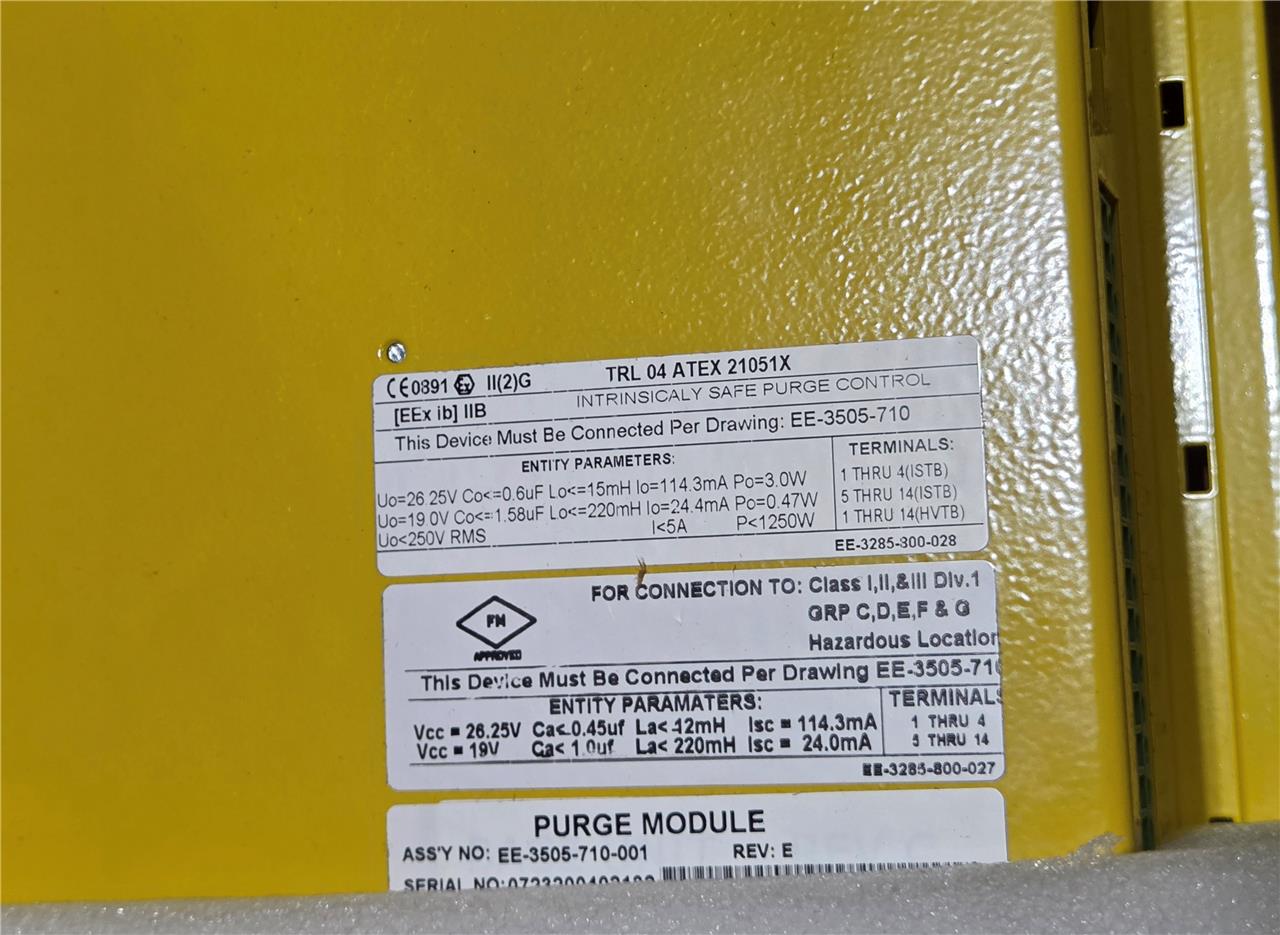 CE0891 Ex II(2)G TRL 04 ATEX 21051X
[EEx ib] IIB INTRINSICALY SAFE PURGE CONTROL
This Device Must Be Connected Per Drawing: EE-3505-710
ENTITY PARAMETERS: TERMINALS:
Uo=26.25V Co<=0.6uF Lo<=15mH Io=114.3mA Po=3.0W 1 THRU 4(ISTB)
Uo=19.0V Co<=1.58uF Lo<=220mH Io=24.4mA Po=0.47W 5 THRU 14(ISTB)
Uo<250V RMS I<5A P<1250W 1 THRU 14(HVTB)
EE-3285-800-028
FOR CONNECTION TO: Class I,II,&III Div.1
FM GRP C,D,E,F & G
APPROVED Hazardous Location
This Device Must Be Connected Per Drawing EE-3505-710
ENTITY PARAMATERS: TERMINALS
Vcc = 26.25V Ca<.0.45uf La<.12mH Isc = 114.3mA 1 THRU 4
Vcc = 19V Ca< 1.0uf La< 220mH Isc = 24.0mA 5 THRU 14
EE-3285-800-027
PURGE MODULE
ASS'Y NO: EE-3505-710-001 REV: E
SERIAL NO: